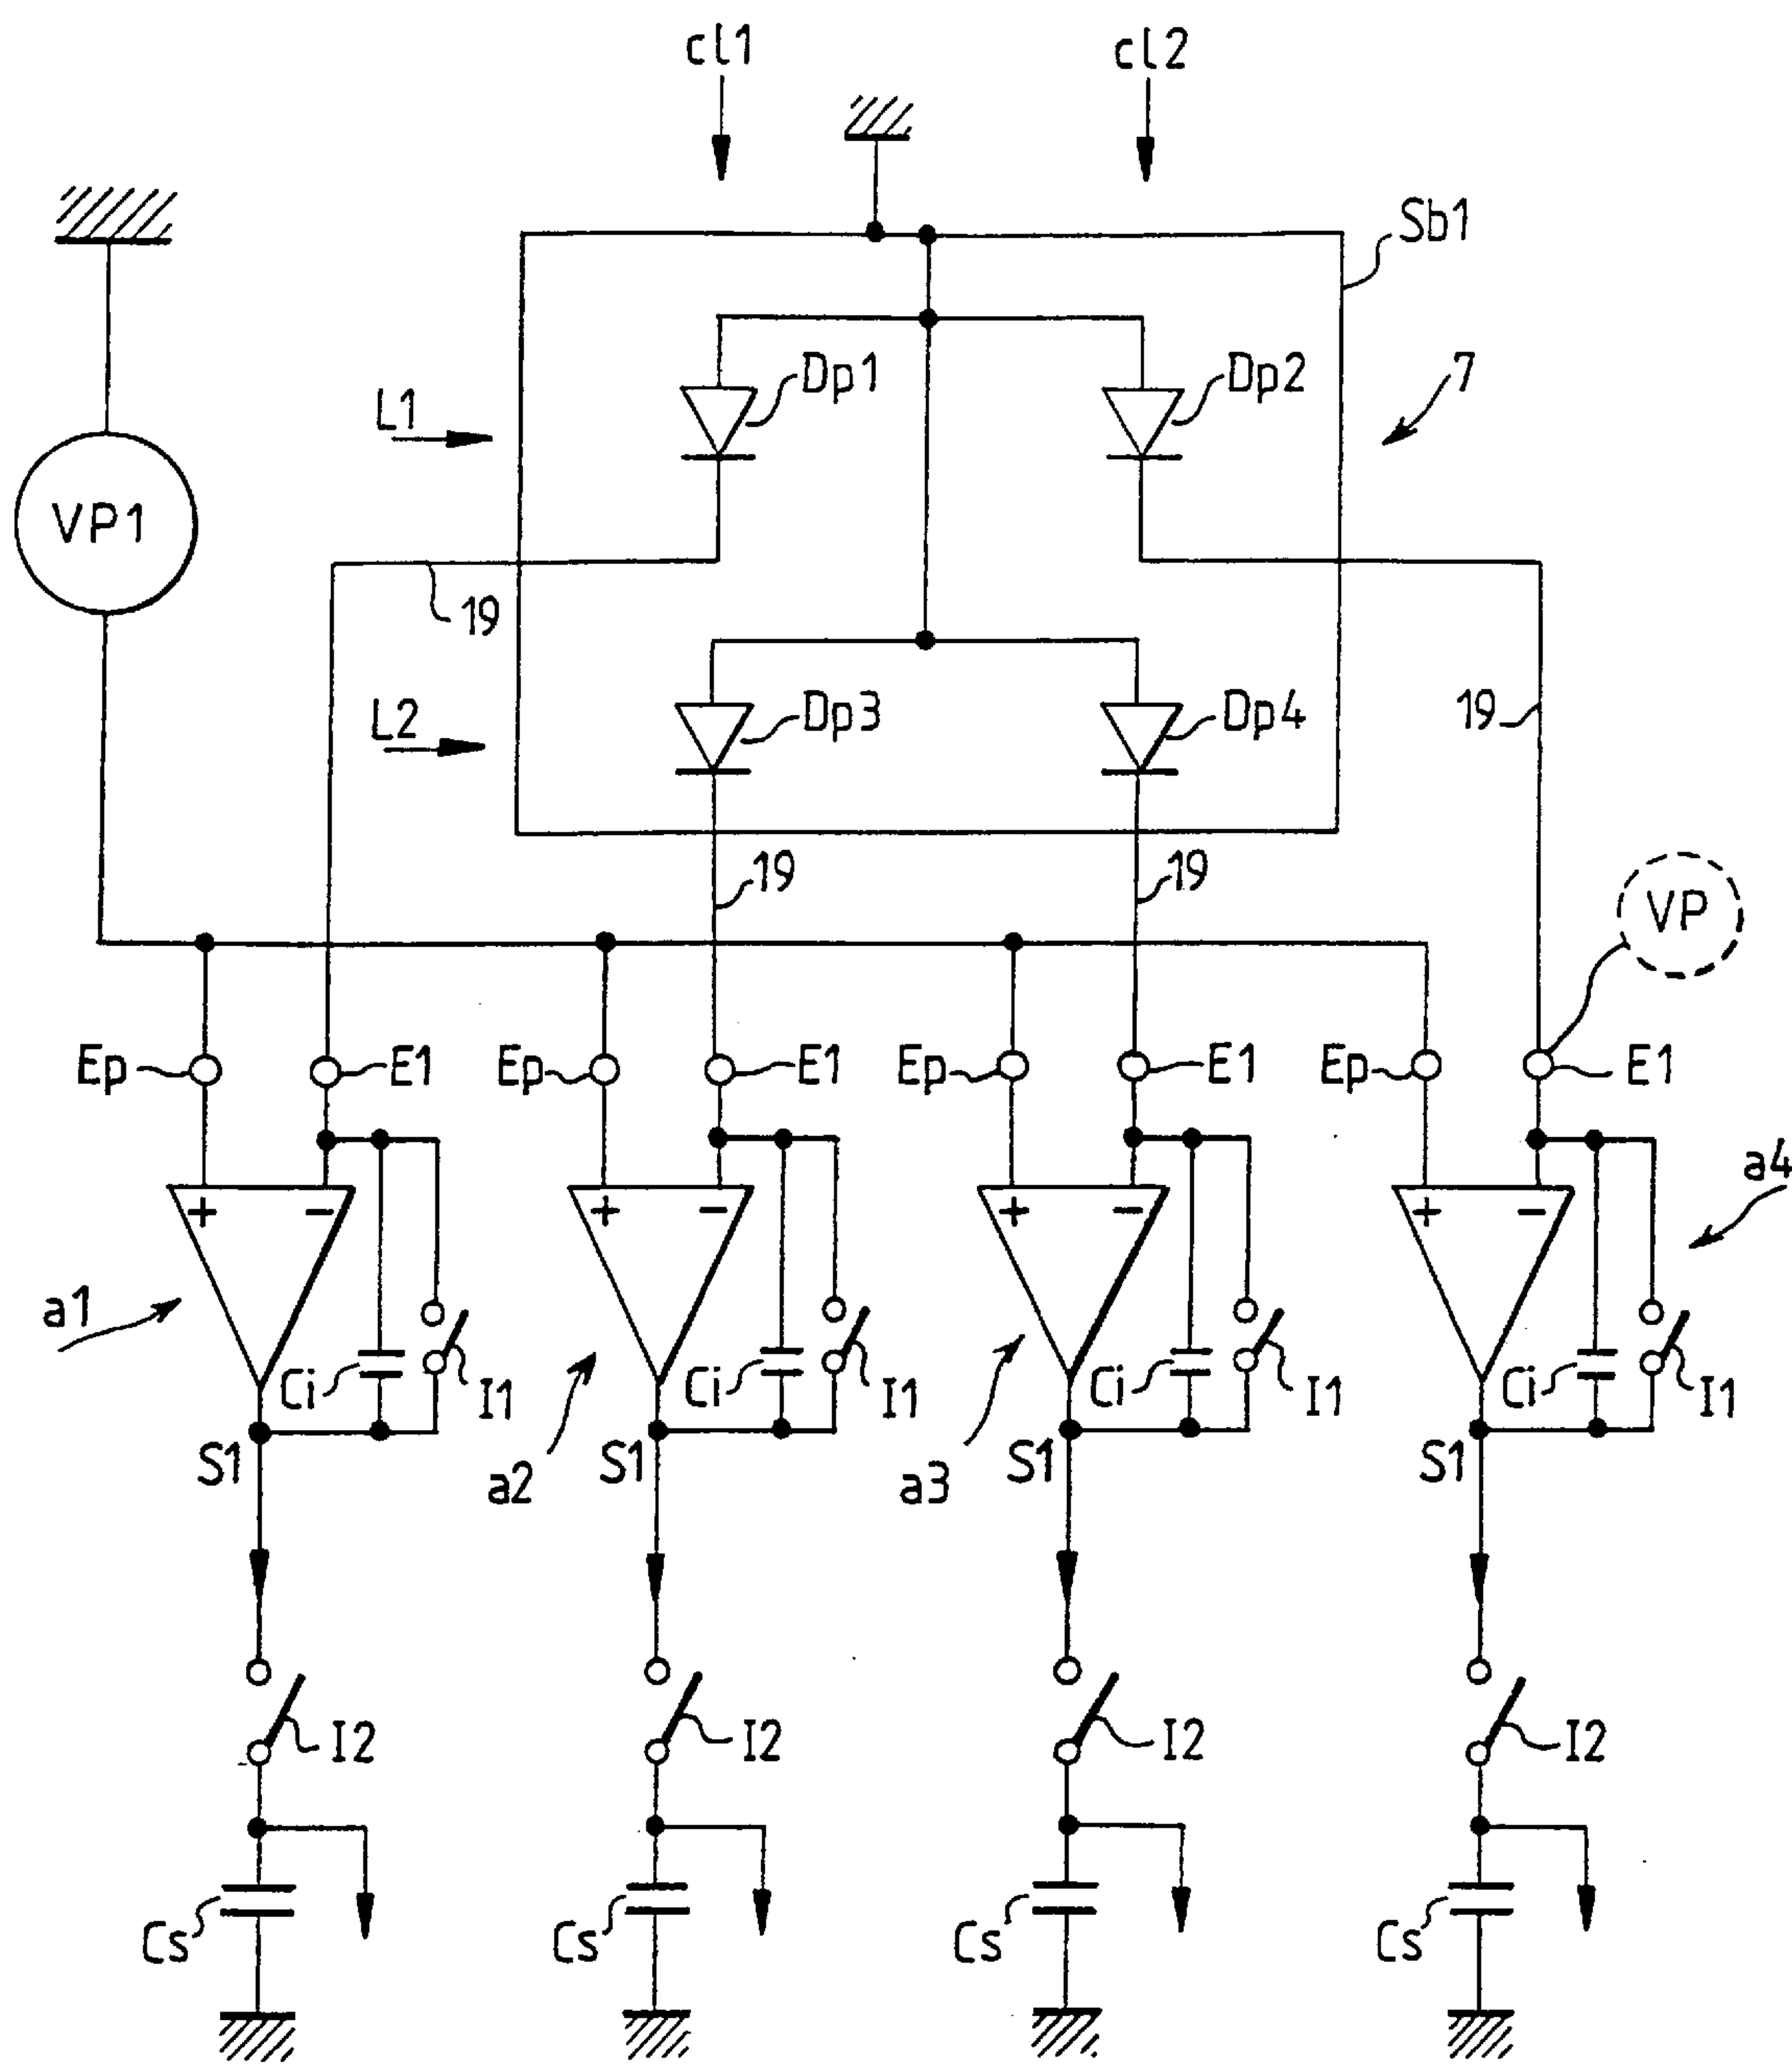 cl1 cl2
Sb1
Dp1 Dp2 7
L1
VP1
19
L2 Dp3 Dp4 19
19 19 VP
Ep E1 Ep E1 Ep E1 Ep E1
a4
+ - + - + - + -
a1
Ci I1 Ci I1 Ci I1 Ci I1
S1 a2 S1 a3 S1 S1
I2 I2 I2 I2
Cs Cs Cs Cs